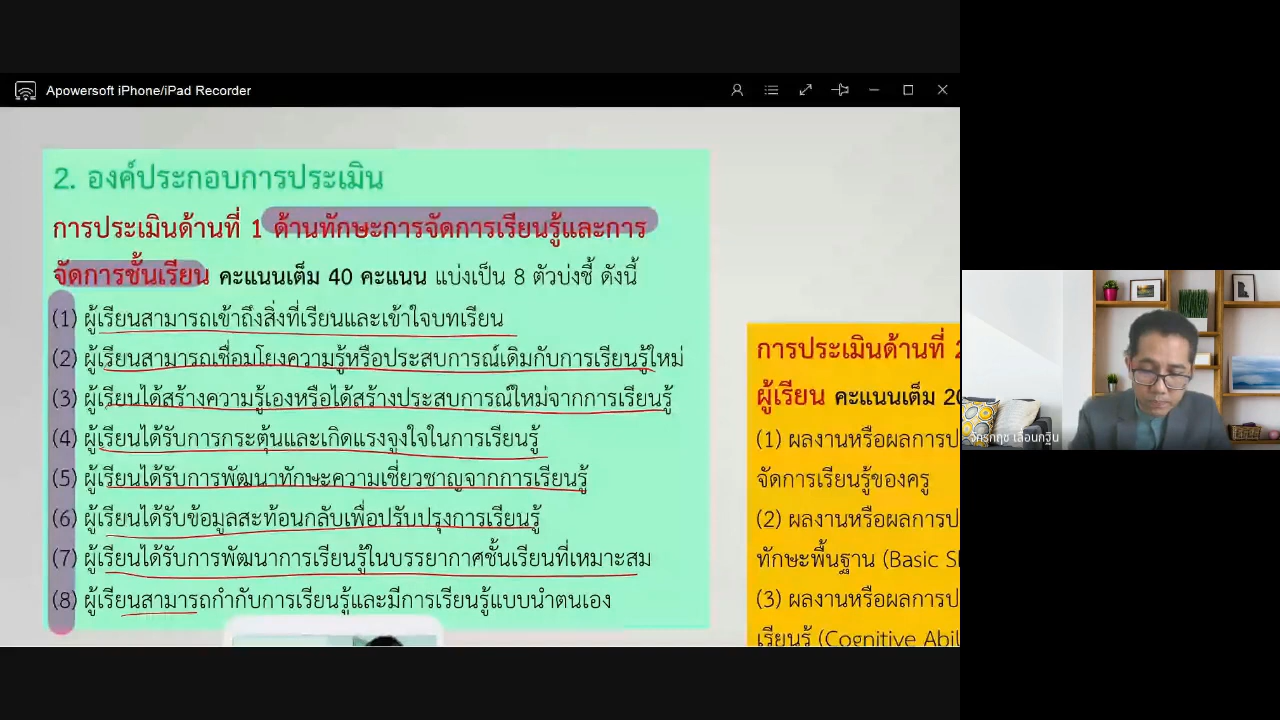 Apowersoft iPhone/iPad Recorder
2. องค์ประกอบการประเมิน
การประเมินด้านที่ 1 ด้านทักษะการจัดการเรียนรู้และการ
จัดการชั้นเรียน คะแนนเต็ม 40 คะแนน แบ่งเป็น 8 ตัวบ่งชี้ ดังนี้
(1) ผู้เรียนสามารถเข้าถึงสิ่งที่เรียนและเข้าใจบทเรียน
(2) ผู้เรียนสามารถเชื่อมโยงความรู้หรือประสบการณ์เดิมกับการเรียนรู้ใหม่
(3) ผู้เรียนได้สร้างความรู้เองหรือได้สร้างประสบการณ์ใหม่จากการเรียนรู้
(4) ผู้เรียนได้รับการกระตุ้นและเกิดแรงจูงใจในการเรียนรู้
(5) ผู้เรียนได้รับการพัฒนาทักษะความเชี่ยวชาญจากการเรียนรู้
(6) ผู้เรียนได้รับข้อมูลสะท้อนกลับเพื่อปรับปรุงการเรียนรู้
(7) ผู้เรียนได้รับการพัฒนาการเรียนรู้ในบรรยากาศชั้นเรียนที่เหมาะสม
(8) ผู้เรียนสามารถกำกับการเรียนรู้และมีการเรียนรู้แบบนำตนเอง
การประเมินด้านที่ 2
ผู้เรียน คะแนนเต็ม 20
(1) ผลงานหรือผลการป
จัดการเรียนรู้ของครู
(2) ผลงานหรือผลการป
ทักษะพื้นฐาน (Basic S
(3) ผลงานหรือผลการป
เรียนรู้ (Cognitive Abil
จักรกฤช เลื่อนกฐิน